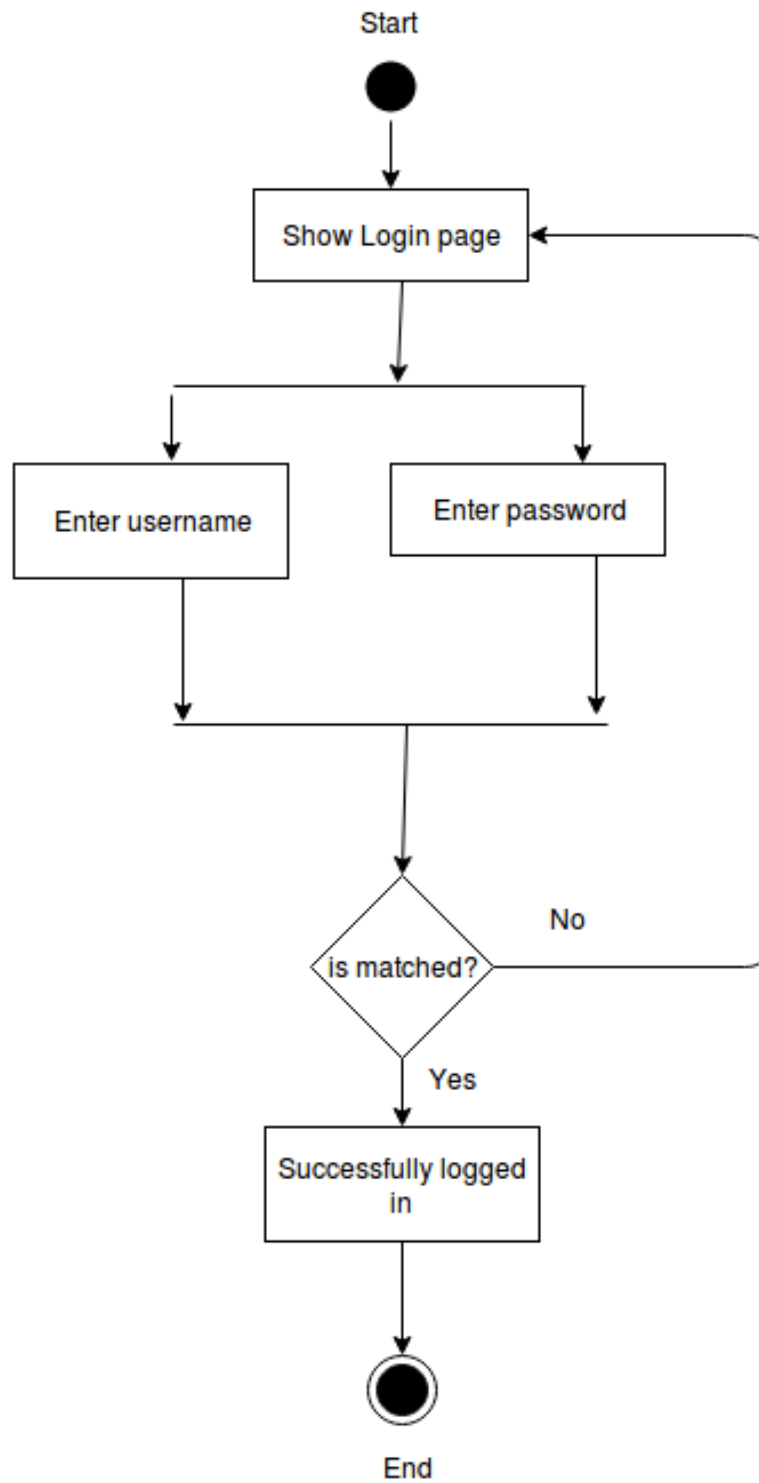 Start
Show Login page
Enter username
Enter password
No
is matched?
Yes
Successfully logged
in
End